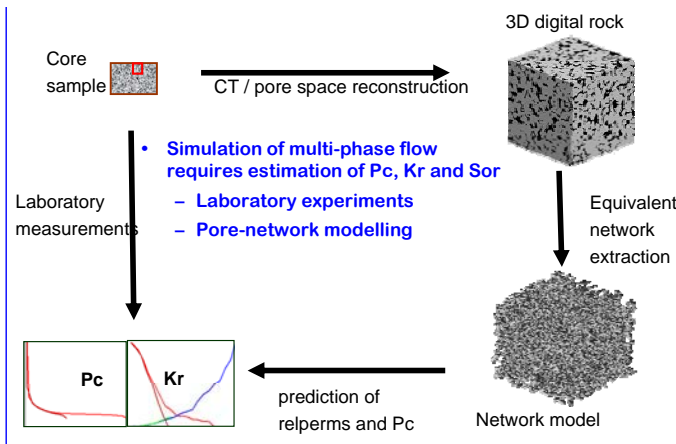 3D digital rock
Core
sample
CT / pore space reconstruction
• Simulation of multi-phase flow
requires estimation of Pc, Kr and Sor
– Laboratory experiments
– Pore-network modelling
Laboratory
measurements
Equivalent
network
extraction
Pc
Kr
prediction of
relperms and Pc
Network model